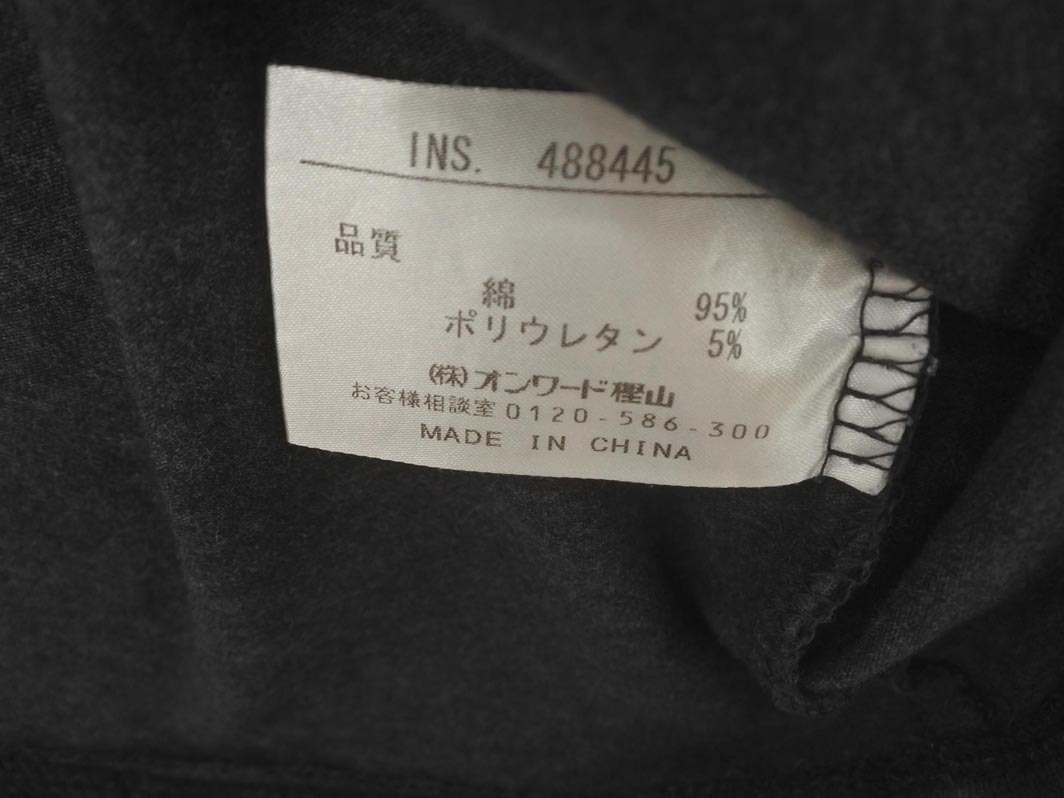 INS. 488445
品質
綿 95%
ポリウレタン 5%
(株)オンワード樫山
お客様相談室 0120-586-300
MADE IN CHINA